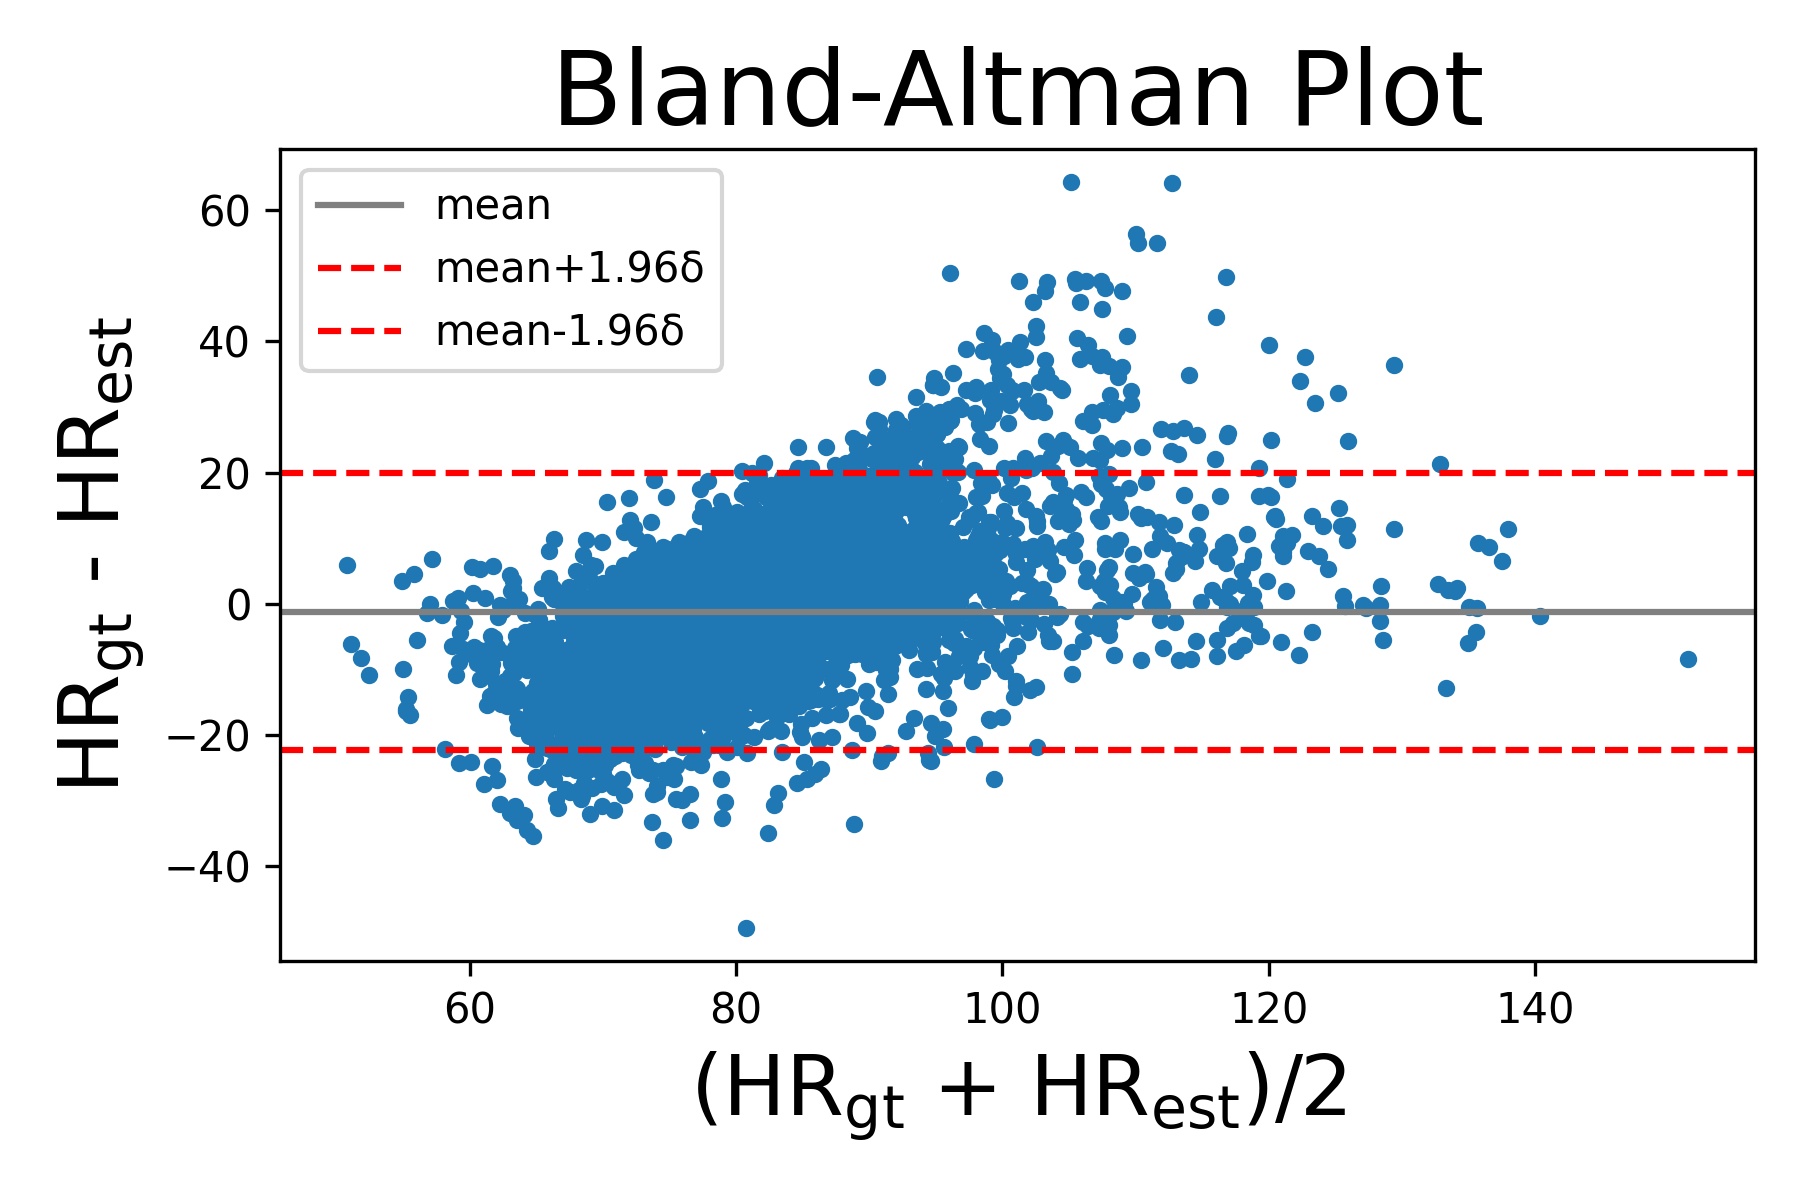 Bland-Altman Plot
mean
mean+1.96δ
mean-1.96δ
60
40
20
0
−20
−40
HRgt - HRest
60 80 100 120 140
(HRgt + HRest)/2